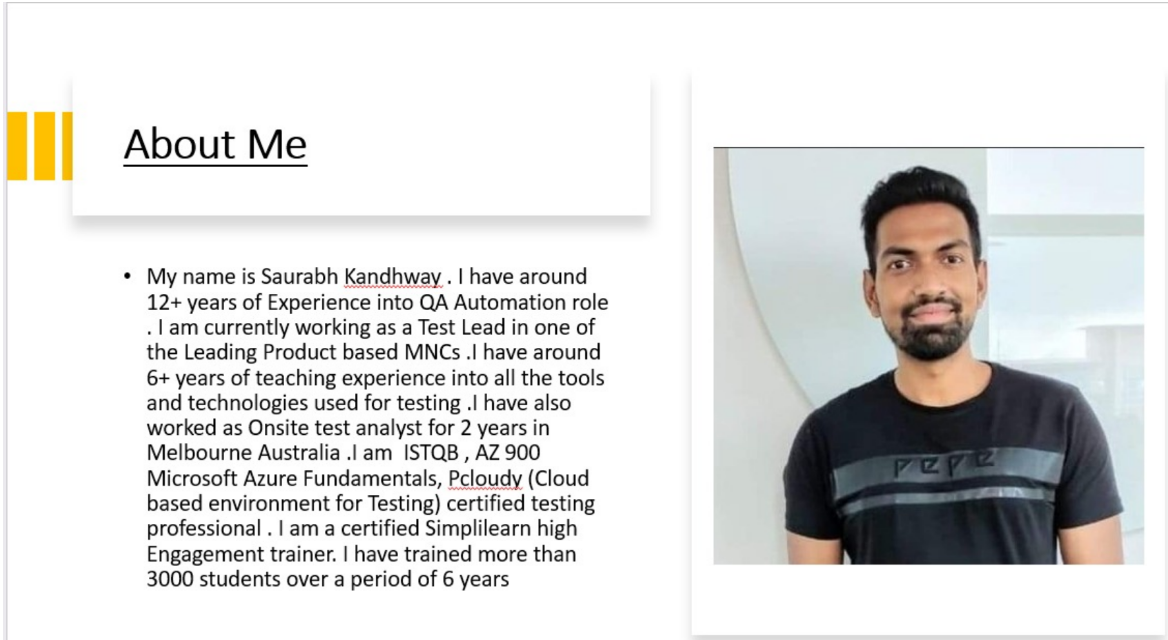 About Me
• My name is Saurabh Kandhway . I have around
12+ years of Experience into QA Automation role
. I am currently working as a Test Lead in one of
the Leading Product based MNCs .I have around
6+ years of teaching experience into all the tools
and technologies used for testing .I have also
worked as Onsite test analyst for 2 years in
Melbourne Australia .I am  ISTQB , AZ 900
Microsoft Azure Fundamentals, Pcloudy (Cloud
based environment for Testing) certified testing
professional . I am a certified Simplilearn high
Engagement trainer. I have trained more than
3000 students over a period of 6 years
pepe